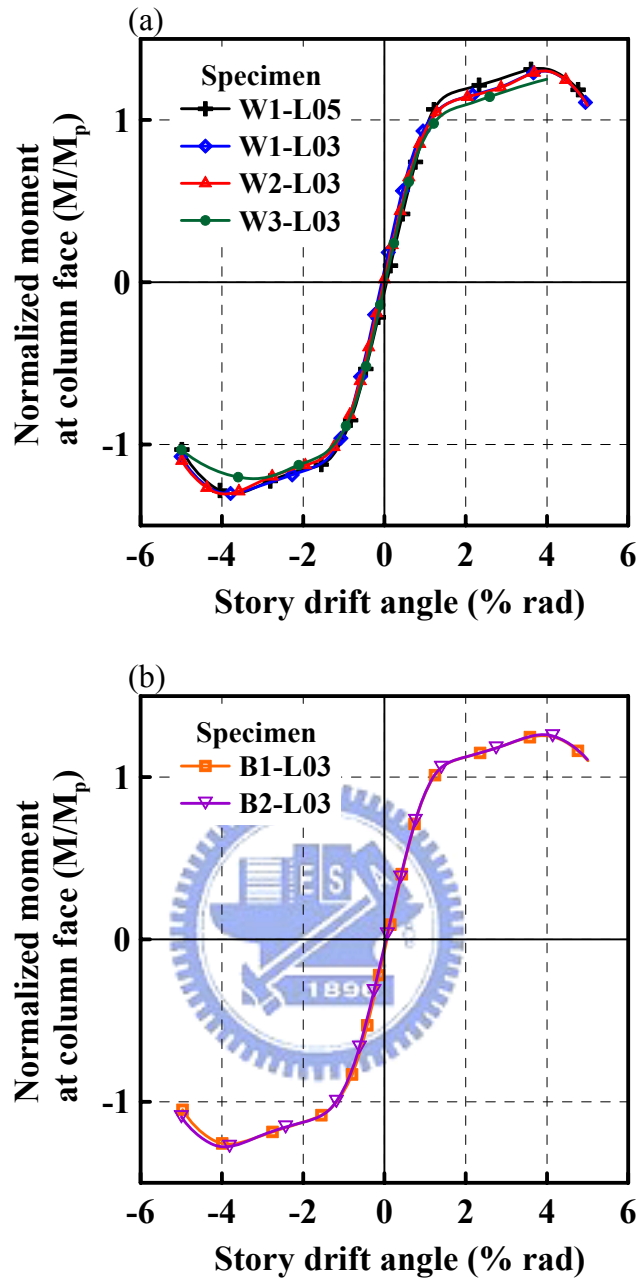 (a)
Specimen
W1-L05
W1-L03
W2-L03
W3-L03
1
0
-1
-6 -4 -2 0 2 4 6
Normalized moment
at column face (M/Mp)
Story drift angle (% rad)
(b)
Specimen
B1-L03
B2-L03
1
0
-1
-6 -4 -2 0 2 4 6
Normalized moment
at column face (M/Mp)
Story drift angle (% rad)
ES
1896